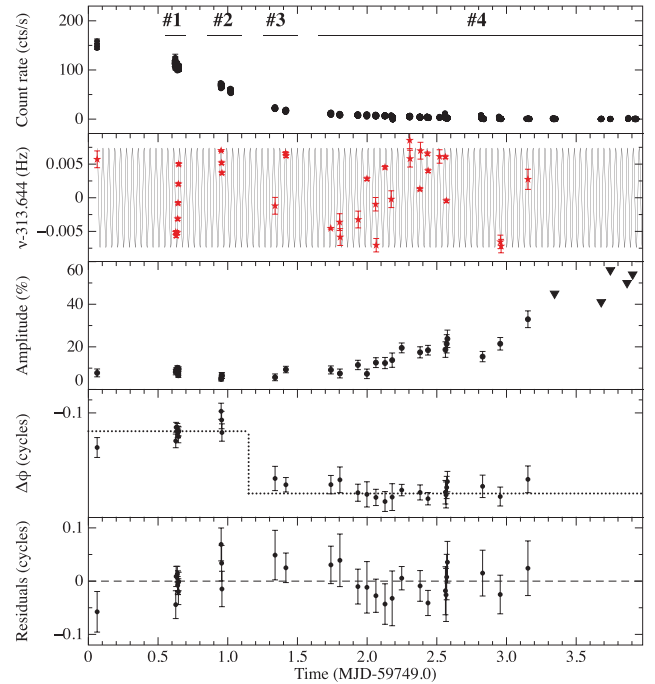 #1 #2 #3 #4
Count rate (cts/s)
200
100
0
ν-313.644 (Hz)
0.005
0
−0.005
Amplitude (%)
60
40
20
0
Δϕ (cycles)
−0.1
Residuals (cycles)
0.1
0
−0.1
0 0.5 1.0 1.5 2.0 2.5 3.0 3.5
Time (MJD-59749.0)